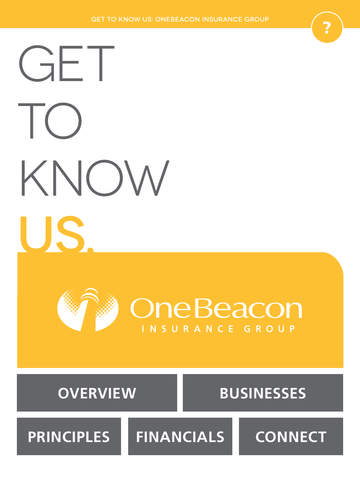 GET TO KNOW US: ONEBEACON INSURANCE GROUP
?
GET
TO
KNOW
US.
OneBeacon
INSURANCE GROUP
OVERVIEW
BUSINESSES
PRINCIPLES
FINANCIALS
CONNECT